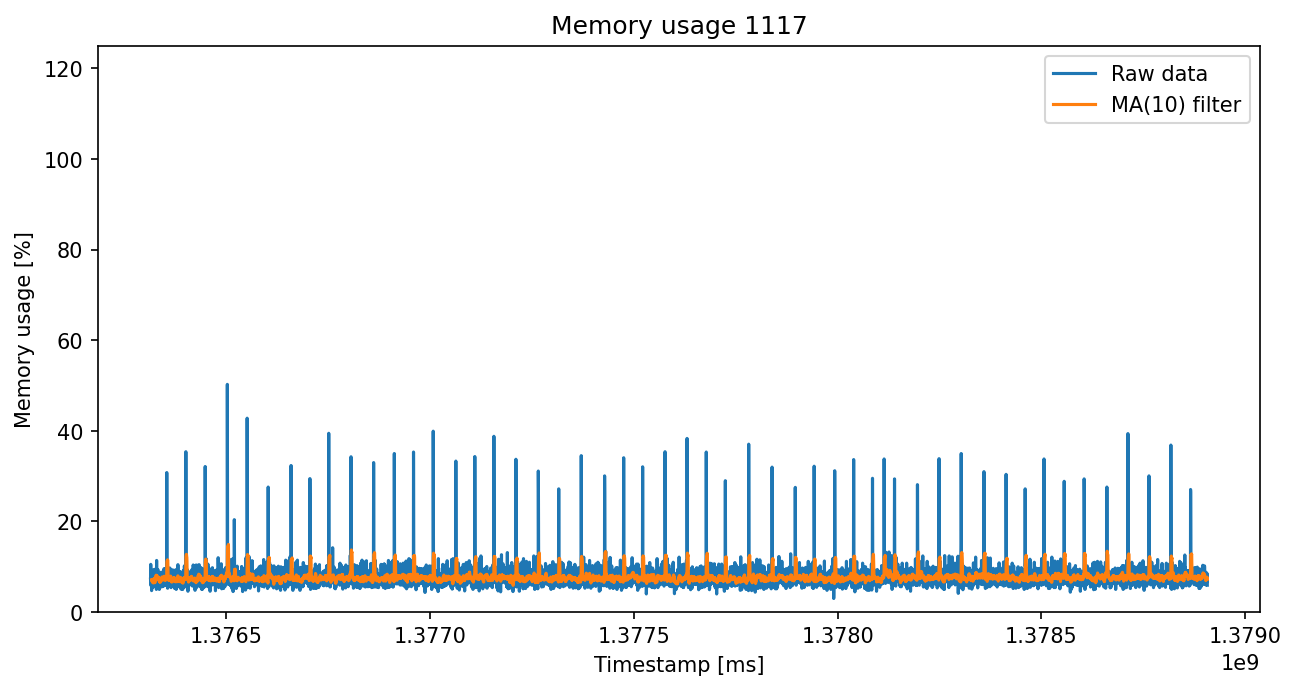 Memory usage 1117
Raw data
MA(10) filter
120
100
80
60
40
20
0
Memory usage [%]
1.3765 1.3770 1.3775 1.3780 1.3785 1.3790
1e9
Timestamp [ms]